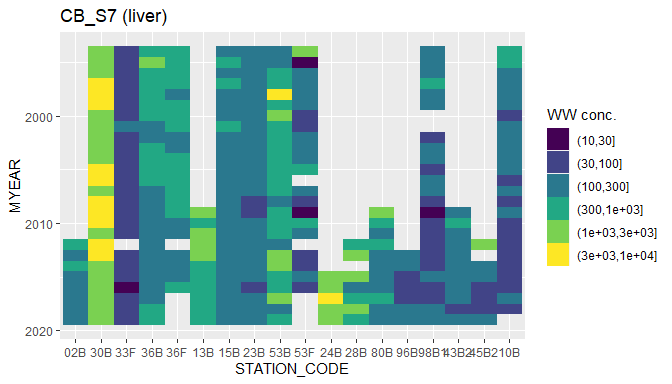 CB_S7 (liver)
MYEAR
2000
2010
2020
02B 30B 33F 36B 36F 13B 15B 23B 53B 53F 24B 28B 80B 96B 98B1 43B2 45B2 210B
STATION_CODE
WW conc.
(10,30]
(30,100]
(100,300]
(300,1e+03]
(1e+03,3e+03]
(3e+03,1e+04]